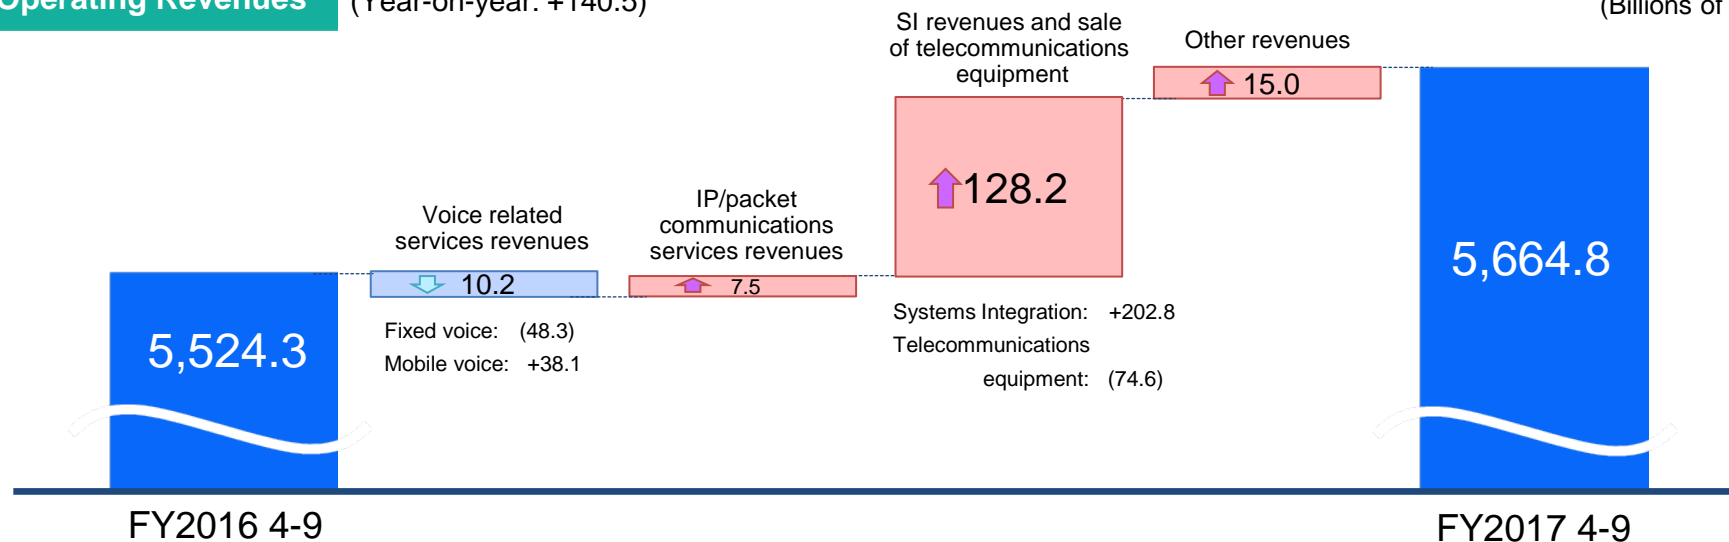 Operating Revenues
(Year-on-year: +140.5)
(Billions of
SI revenues and sale
of telecommunications
equipment
Other revenues
15.0
128.2
IP/packet
communications
services revenues
Voice related
services revenues
10.2
7.5
5,664.8
5,524.3
Systems Integration: +202.8
Telecommunications
equipment: (74.6)
Fixed voice: (48.3)
Mobile voice: +38.1
FY2016 4-9
FY2017 4-9